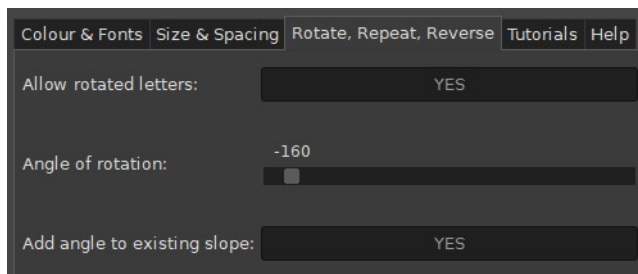 Colour & Fonts Size & Spacing Rotate, Repeat, Reverse Tutorials Help
Allow rotated letters: YES
-160
Angle of rotation:
Add angle to existing slope: YES